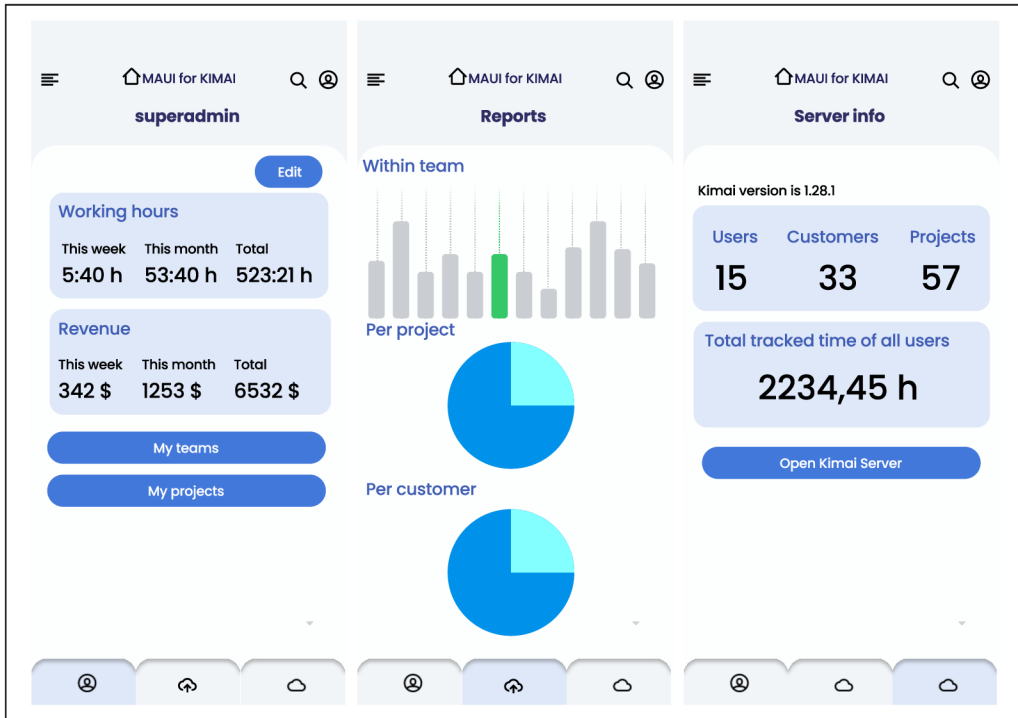 MAUI for KIMAI
superadmin
Edit
Working hours
This week This month Total
5:40 h 53:40 h 523:21 h
Revenue
This week This month Total
342 $ 1253 $ 6532 $
My teams
My projects
MAUI for KIMAI
Reports
Within team
Per project
Per customer
MAUI for KIMAI
Server info
Kimai version is 1.28.1
Users Customers Projects
15 33 57
Total tracked time of all users
2234,45 h
Open Kimai Server